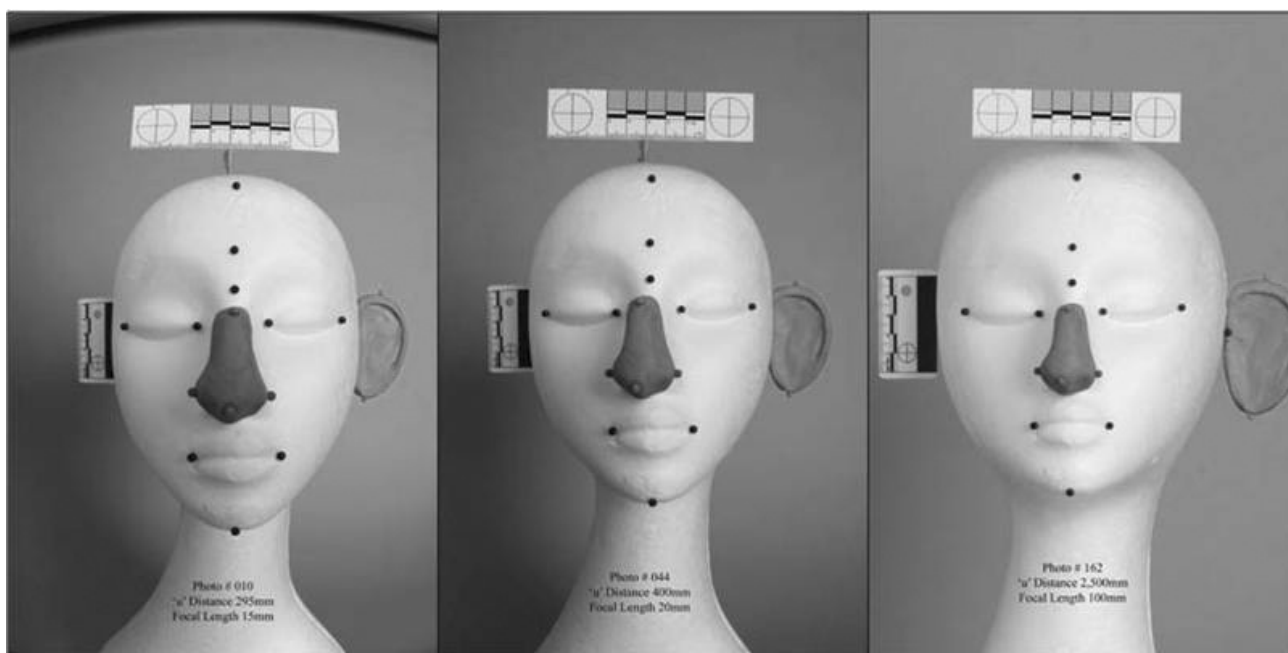 Photo # 010
‘u’ Distance 295mm
Focal Length 15mm
Photo # 044
‘u’ Distance 400mm
Focal Length 20mm
Photo # 162
‘u’ Distance 2,500mm
Focal Length 100mm